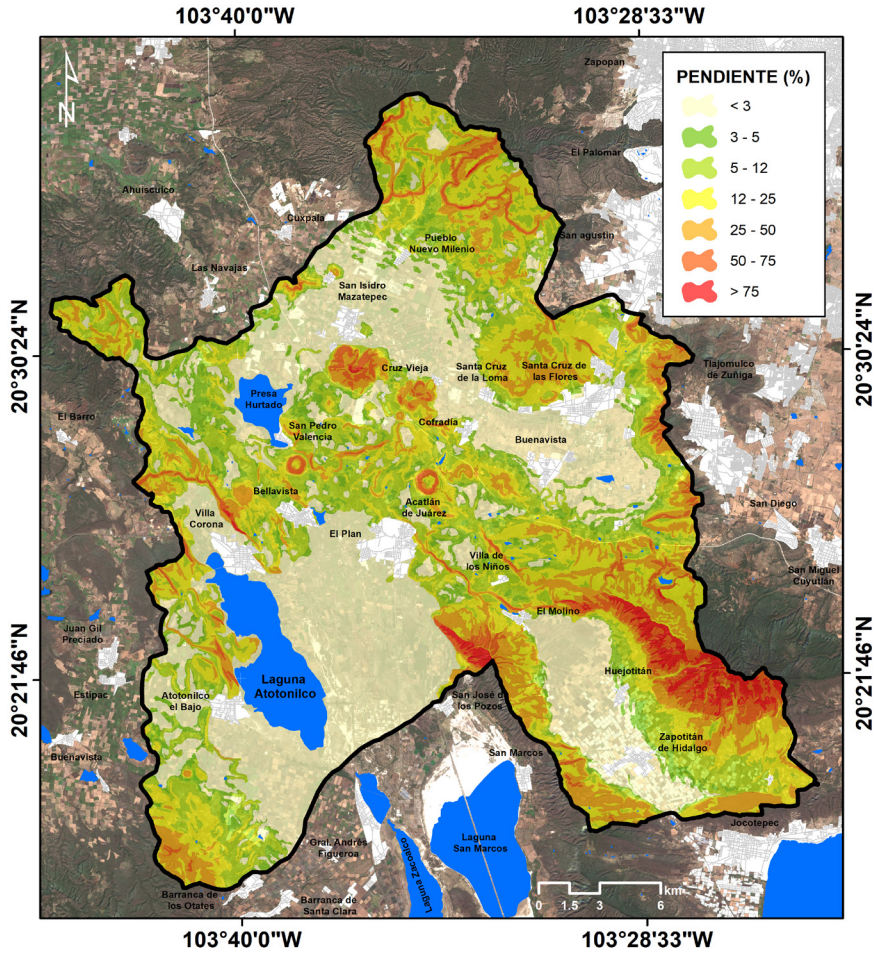 103°40'0"W
103°28'33"W
Zapopan
PENDIENTE (%)
< 3
3 - 5
5 - 12
12 - 25
25 - 50
50 - 75
> 75
N
El Palomar
Ahuisculco
Cuxpala
San agustin
Pueblo
Nuevo Milenio
Las Navajas
San Isidro
Mazatepec
20°30'24"N
20°30'24"N
Cruz Vieja
Santa Cruz
de la Loma
Santa Cruz de
las Flores
Tlajomulco
de Zuñiga
Presa
Hurtado
El Barro
San Pedro
Valencia
Cofradía
Buenavista
Bellavista
Acatlán
de Juárez
San Diego
Villa
Corona
El Plan
Villa de
los Niños
San Miguel
Cuyutlán
El Molino
Juan Gil
Preciado
20°21'46"N
20°21'46"N
Huejotitán
Laguna
Atotonilco
Estipac
Atotonilco
el Bajo
San José d
los Pozos
Zapotitán
de Hidalgo
Buenavista
San Marcos
Jocotepec
Gral. Andrés
Figueroa
Laguna
San Marcos
Laguna Zacoalco
Barranca de
los Otates
Barranca de
Santa Clara
km
0 1.5 3 6
103°40'0"W
103°28'33"W